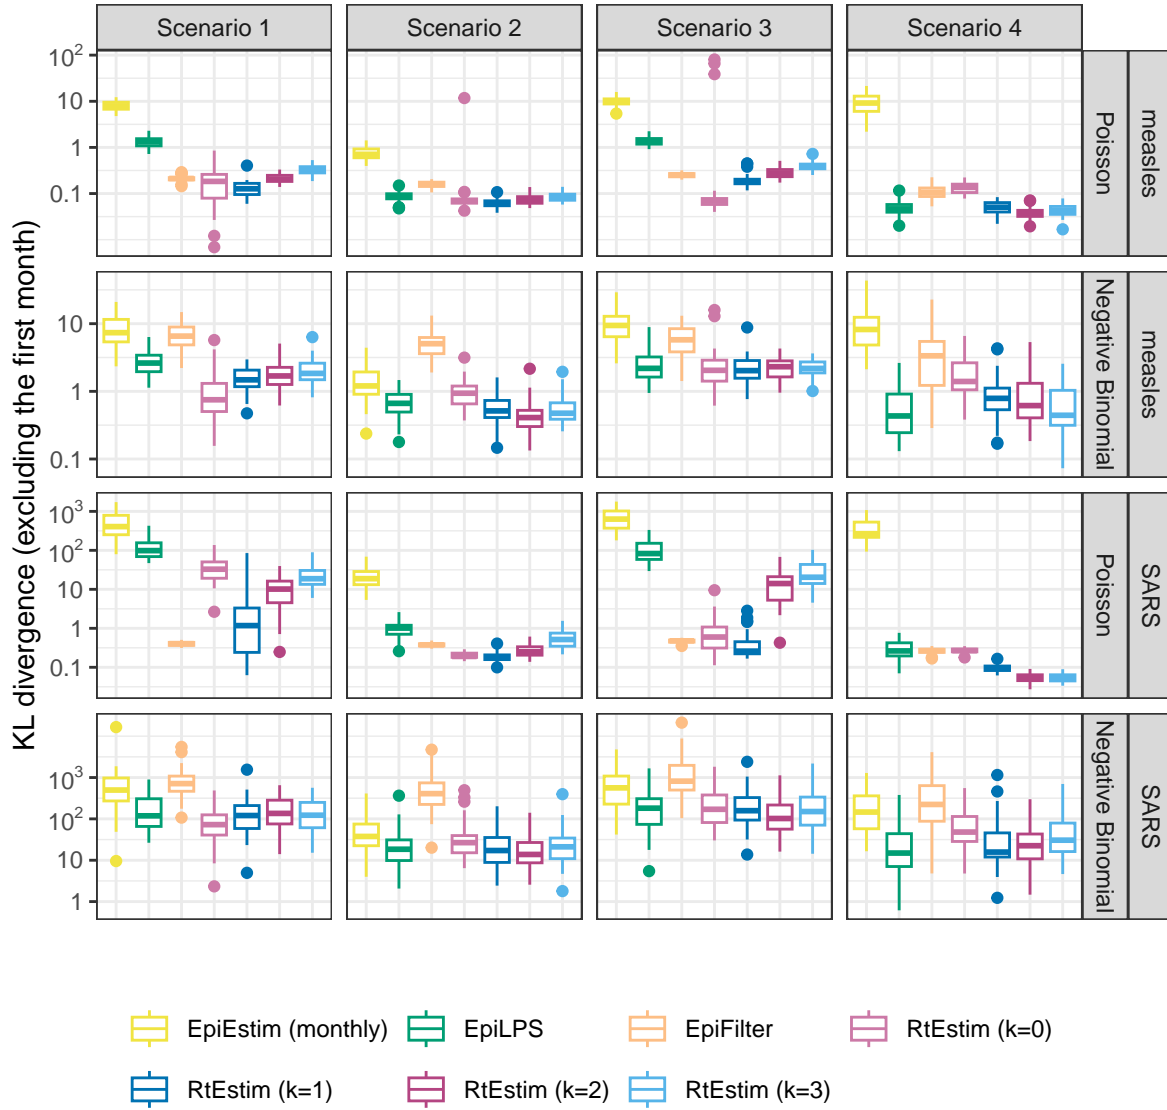 Scenario 1
Scenario 2
Scenario 3
Scenario 4
KL divergence (excluding the first month)
10²
10
1
0.1
Poisson
measles
10
1
0.1
Negative Binomial
measles
10³
10²
10
1
0.1
Poisson
SARS
10³
10²
10
1
Negative Binomial
SARS
EpiEstim (monthly)
EpiLPS
EpiFilter
RtEstim (k=0)
RtEstim (k=1)
RtEstim (k=2)
RtEstim (k=3)